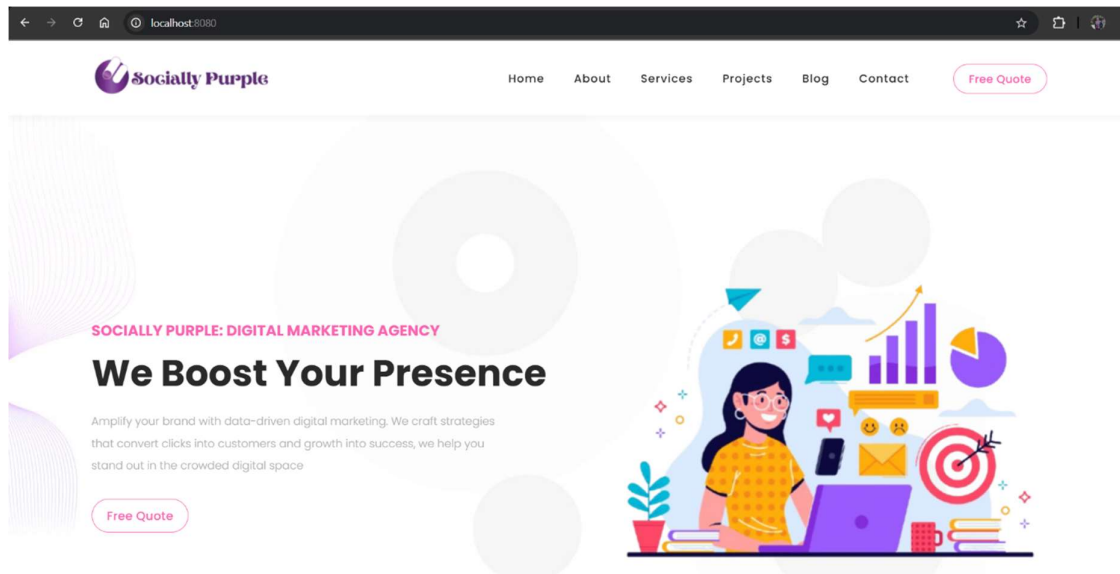 localhost:8080
Socially Purple
Home About Services Projects Blog Contact Free Quote
SOCIALLY PURPLE: DIGITAL MARKETING AGENCY
We Boost Your Presence
Amplify your brand with data-driven digital marketing. We craft strategies
that convert clicks into customers and growth into success, we help you
stand out in the crowded digital space
Free Quote
@ $